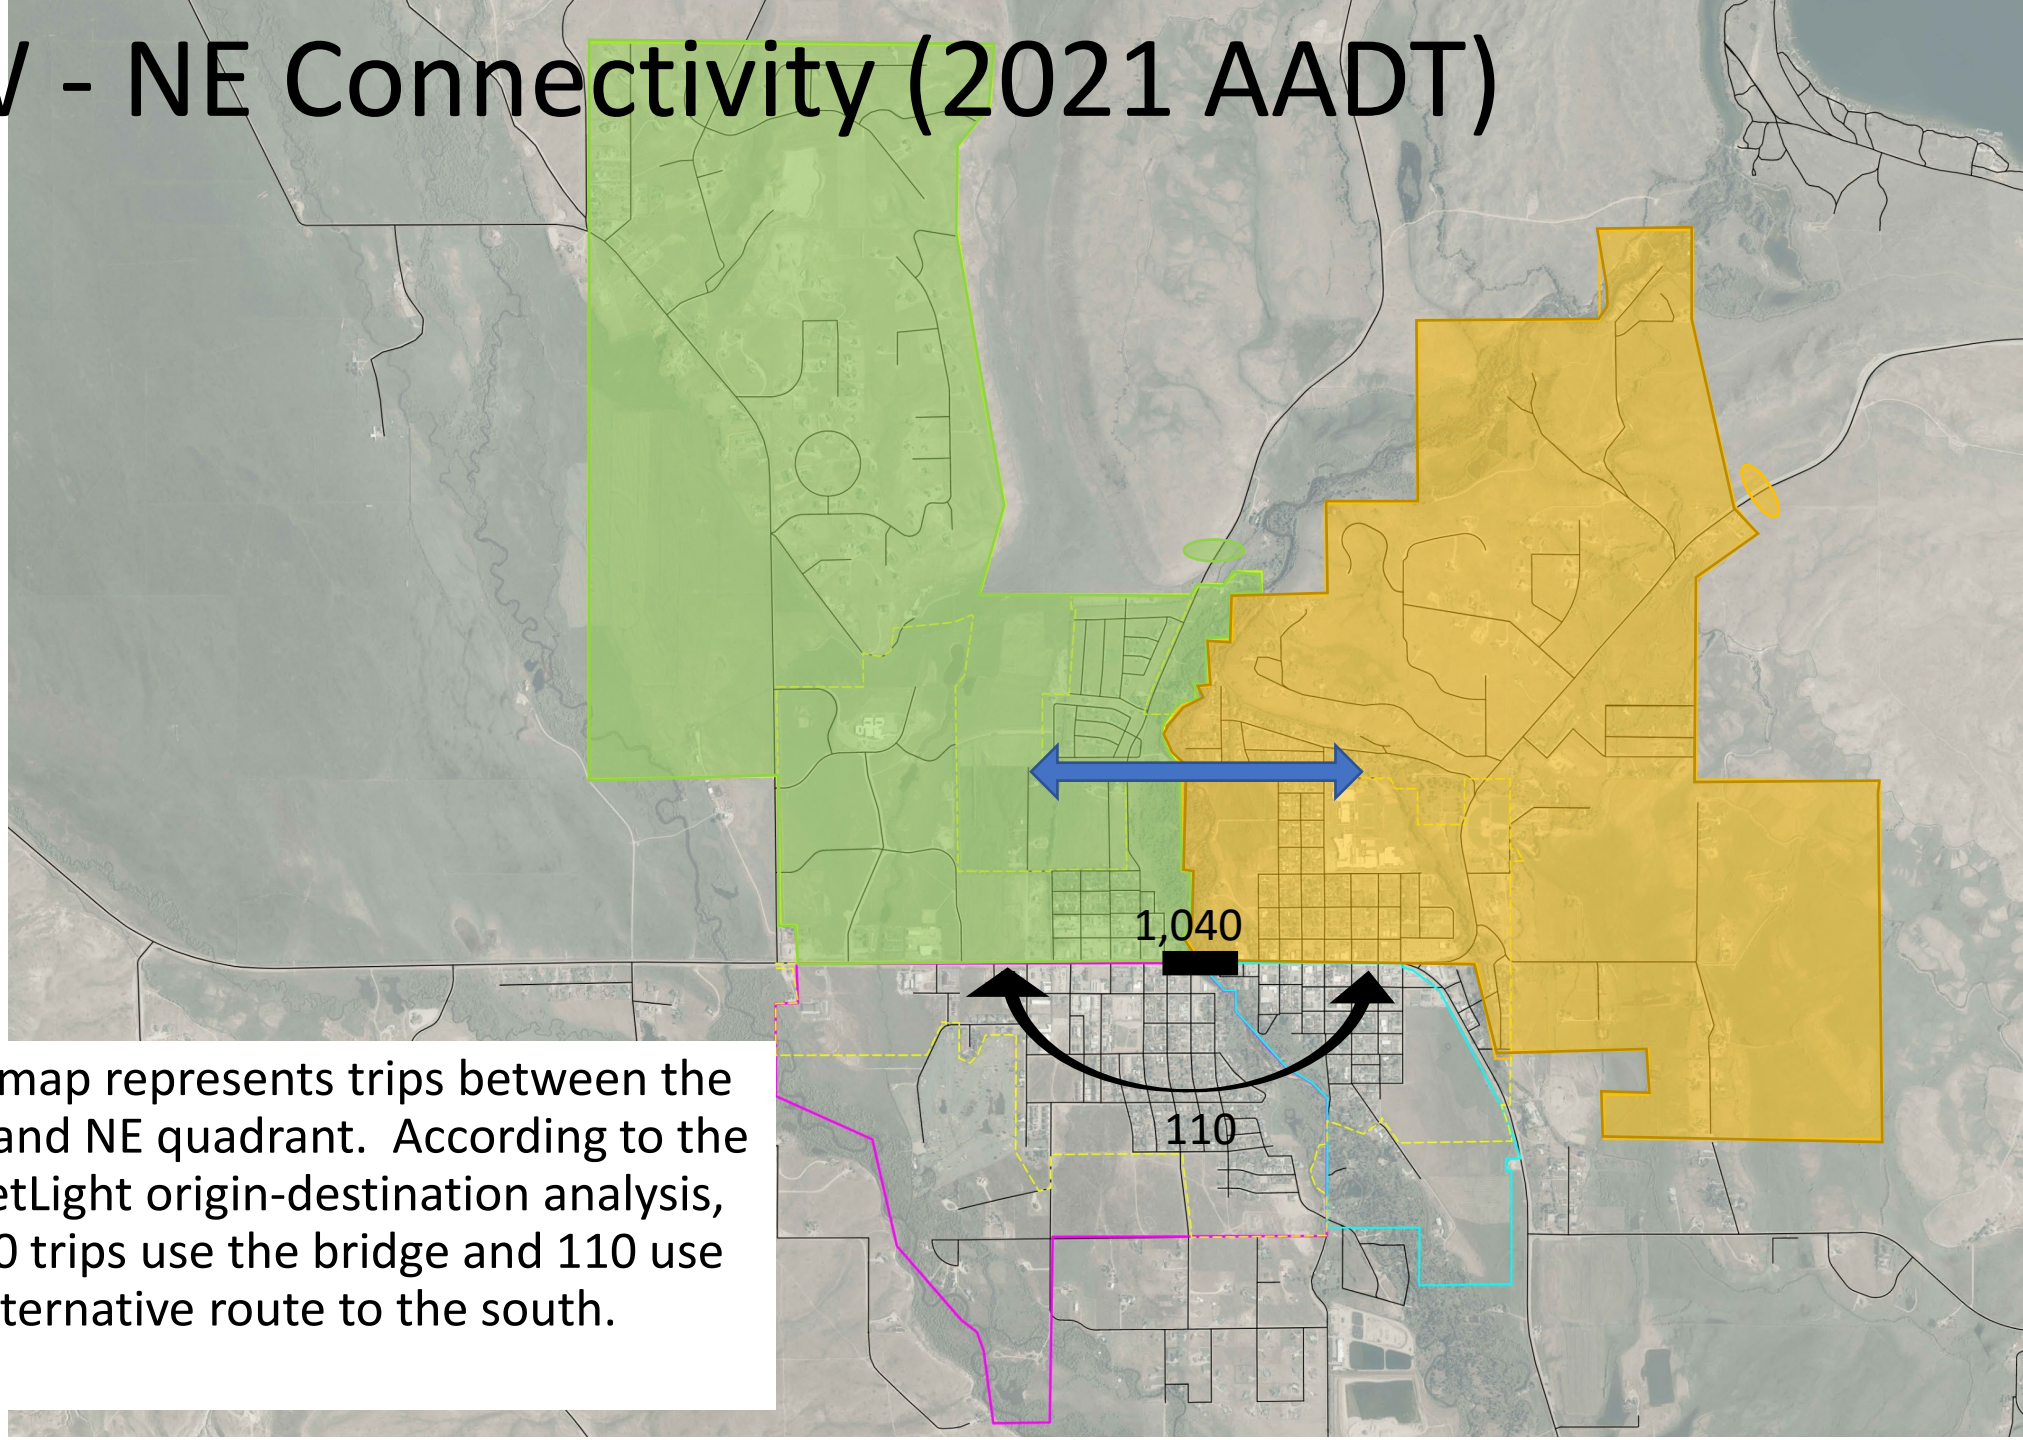 - NE Connectivity (2021 AADT)
1,040
110
map represents trips between the
and NE quadrant. According to the
etLight origin-destination analysis,
0 trips use the bridge and 110 use
ternative route to the south.